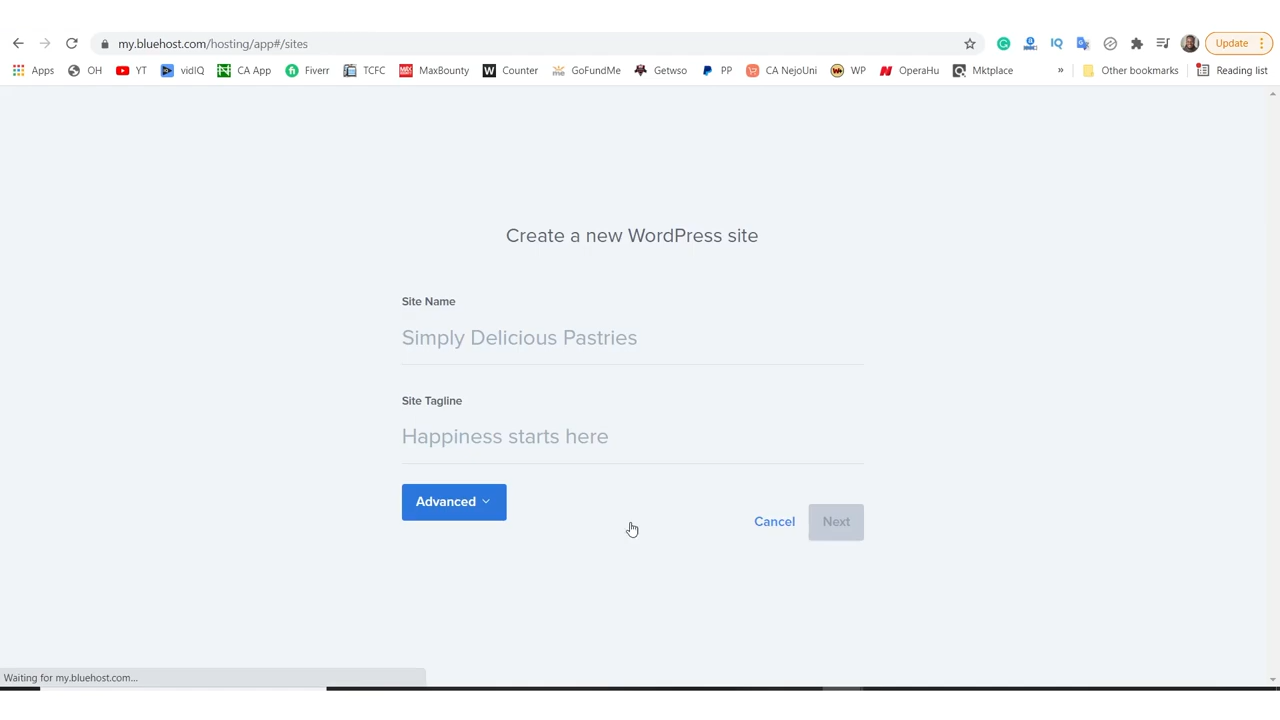 my.bluehost.com/hosting/app#/sites
Update
Apps OH YT vidIQ CA App Fiverr TCFC MaxBounty Counter GoFundMe Getwso PP CA NejoUni WP OperaHu Mktplace » Other bookmarks Reading list
Create a new WordPress site
Site Name
Simply Delicious Pastries
Site Tagline
Happiness starts here
Advanced
Cancel Next
Waiting for my.bluehost.com...